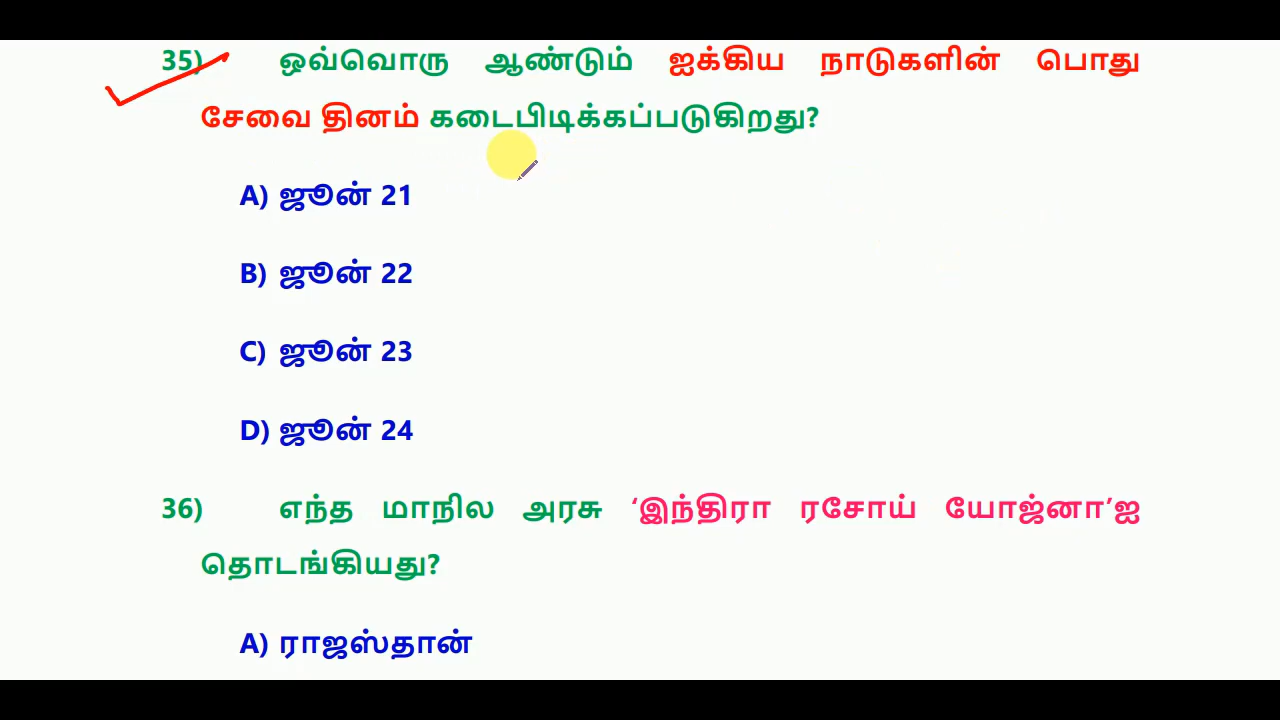 35) ஒவ்வொரு ஆண்டும் ஐக்கிய நாடுகளின் பொது
சேவை தினம் கடைபிடிக்கப்படுகிறது?
A) ஜூன் 21
B) ஜூன் 22
C) ஜூன் 23
D) ஜூன் 24
36) எந்த மாநில அரசு ‘இந்திரா ரசோய் யோஜ்னா’ஐ
தொடங்கியது?
A) ராஜஸ்தான்